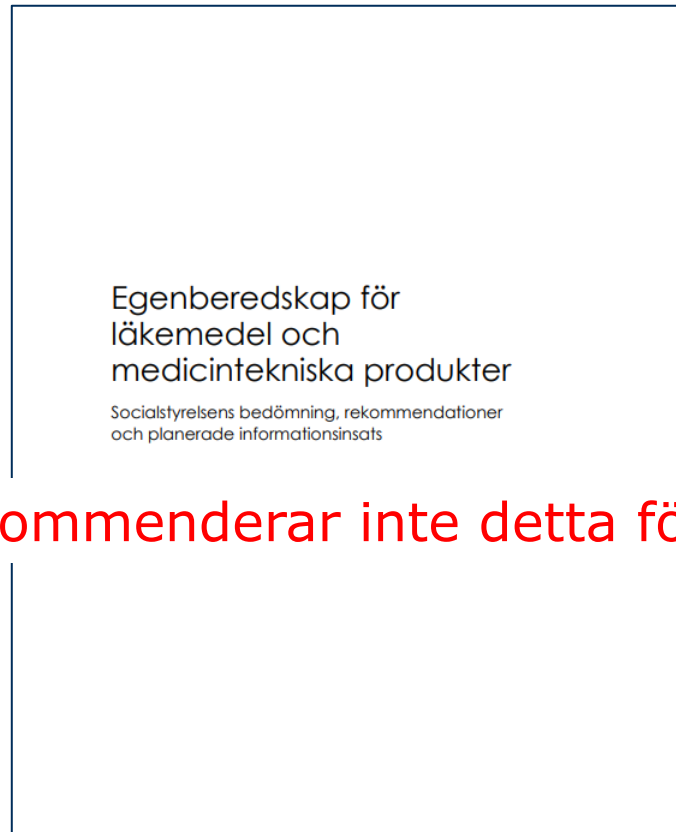 Egenberedskap för
läkemedel och
medicintekniska produkter
Socialstyrelsens bedömning, rekommendationer
och planerade informationsinsats
ommenderar inte detta fö